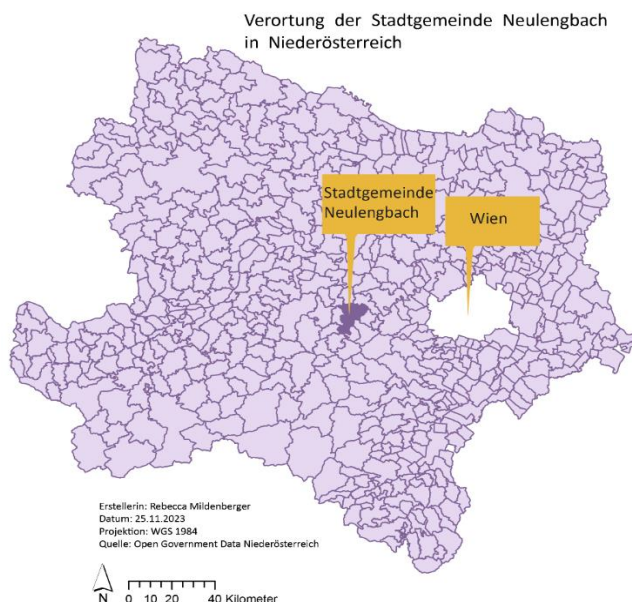 Verortung der Stadtgemeinde Neulengbach
in Niederösterreich
Stadtgemeinde
Neulengbach
Wien
Erstellerin: Rebecca Mildenberger
Datum: 25.11.2023
Projektion: WGS 1984
Quelle: Open Government Data Niederösterreich
N
0 10 20 40 Kilometer